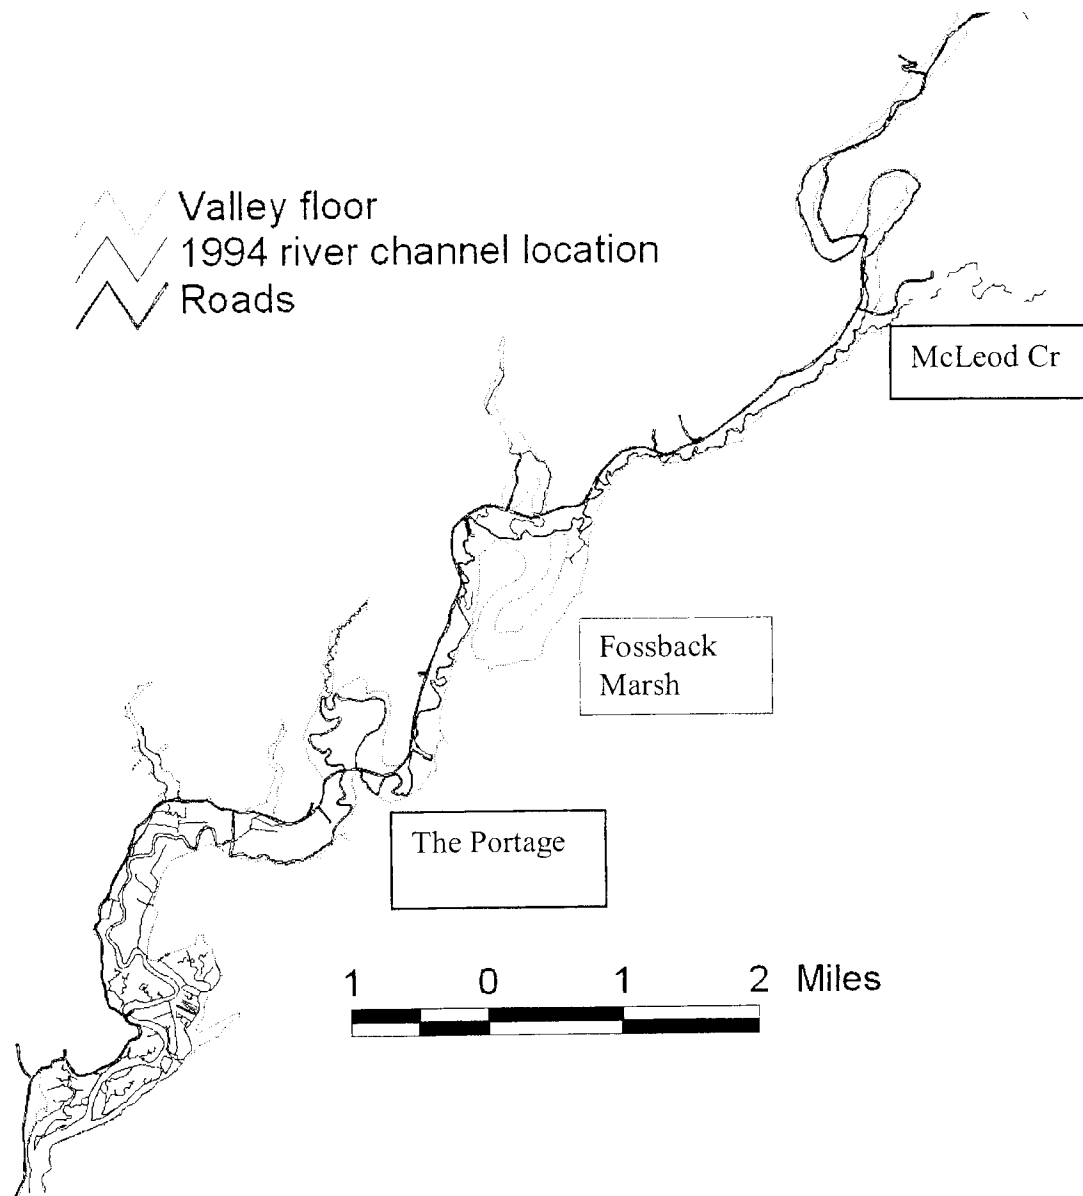 Valley floor
1994 river channel location
Roads
McLeod Cr
Fossback
Marsh
The Portage
1 0 1 2 Miles